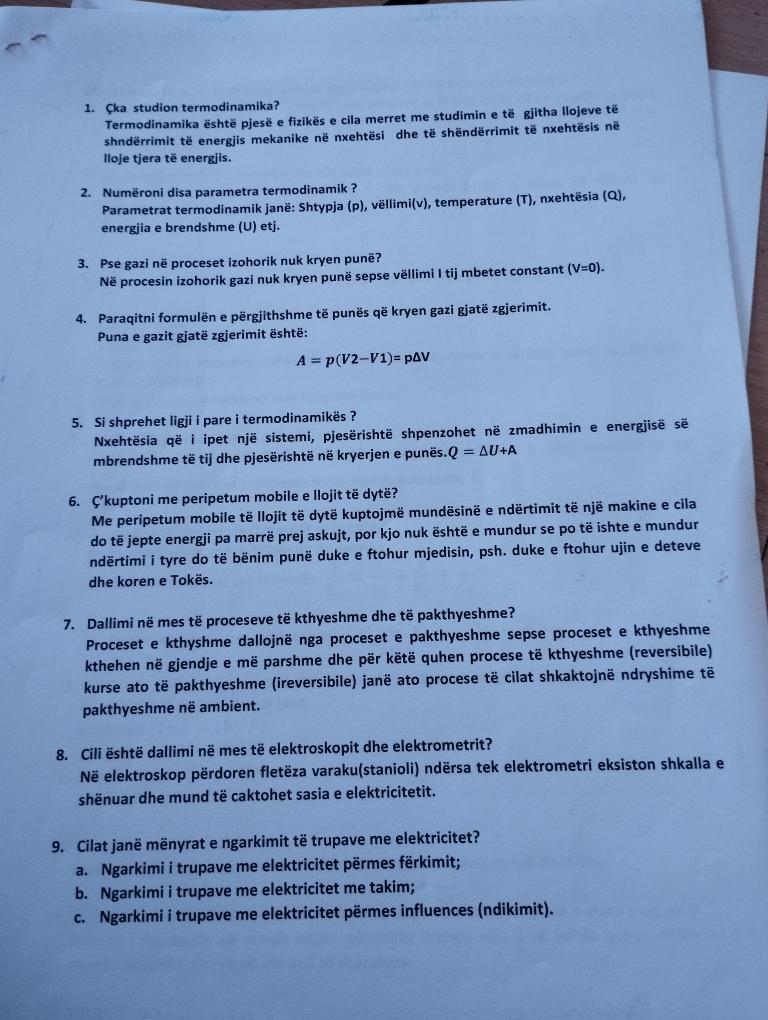 1. Çka studion termodinamika?
Termodinamika është pjesë e fizikës e cila merret me studimin e të gjitha llojeve të
shndërrimit të energjis mekanike në nxehtësi dhe të shëndërrimit të nxehtësis në
lloje tjera të energjis.
2. Numëroni disa parametra termodinamik ?
Parametrat termodinamik janë: Shtypja (p), vëllimi(v), temperature (T), nxehtësia (Q),
energjia e brendshme (U) etj.
3. Pse gazi në proceset izohorik nuk kryen punë?
Në procesin izohorik gazi nuk kryen punë sepse vëllimi I tij mbetet constant (V=0).
4. Paraqitni formulën e përgjithshme të punës që kryen gazi gjatë zgjerimit.
Puna e gazit gjatë zgjerimit është:
A = p(V2−V1)= pΔV
5. Si shprehet ligji i pare i termodinamikës ?
Nxehtësia që i ipet një sistemi, pjesërisht shpenzohet në zmadhimin e energjisë së
mbrendshme të tij dhe pjesërisht në kryerjen e punës.Q = ΔU+A
6. Ç'kuptoni me peripetum mobile e llojit të dytë?
Me peripetum mobile të llojit të dytë kuptojmë mundësinë e ndërtimit të një makine e cila
do të jepte energji pa marrë prej askujt, por kjo nuk është e mundur se po të ishte e mundur
ndërtimi i tyre do të bënim punë duke e ftohur mjedisin, psh. duke e ftohur ujin e deteve
dhe koren e Tokës.
7. Dallimi në mes të proceseve të kthyeshme dhe të pakthyeshme?
Proceset e kthyshme dallojnë nga proceset e pakthyeshme sepse proceset e kthyeshme
kthehen në gjendje e më parshme dhe për këtë quhen procese të kthyeshme (reversibile)
kurse ato të pakthyeshme (ireversibile) janë ato procese të cilat shkaktojnë ndryshime të
pakthyeshme në ambient.
8. Cili është dallimi në mes të elektroskopit dhe elektrometrit?
Në elektroskop përdoren fletëza varaku(stanioli) ndërsa tek elektrometri eksiston shkalla e
shënuar dhe mund të caktohet sasia e elektricitetit.
9. Cilat janë mënyrat e ngarkimit të trupave me elektricitet?
a. Ngarkimi i trupave me elektricitet përmes fërkimit;
b. Ngarkimi i trupave me elektricitet me takim;
c. Ngarkimi i trupave me elektricitet përmes influences (ndikimit).